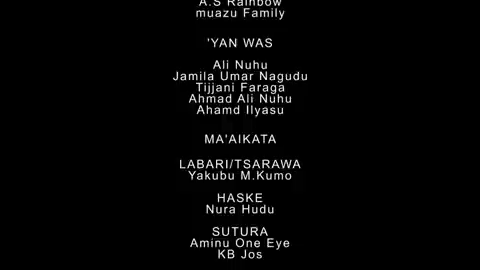 A.S Rainbow
muazu Family
'YAN WAS
Ali Nuhu
Jamila Umar Nagudu
Tijjani Faraga
Ahmad Ali Nuhu
Ahamd Ilyasu
MA'AIKATA
LABARI/TSARAWA
Yakubu M.Kumo
HASKE
Nura Hudu
SUTURA
Aminu One Eye
KB Jos